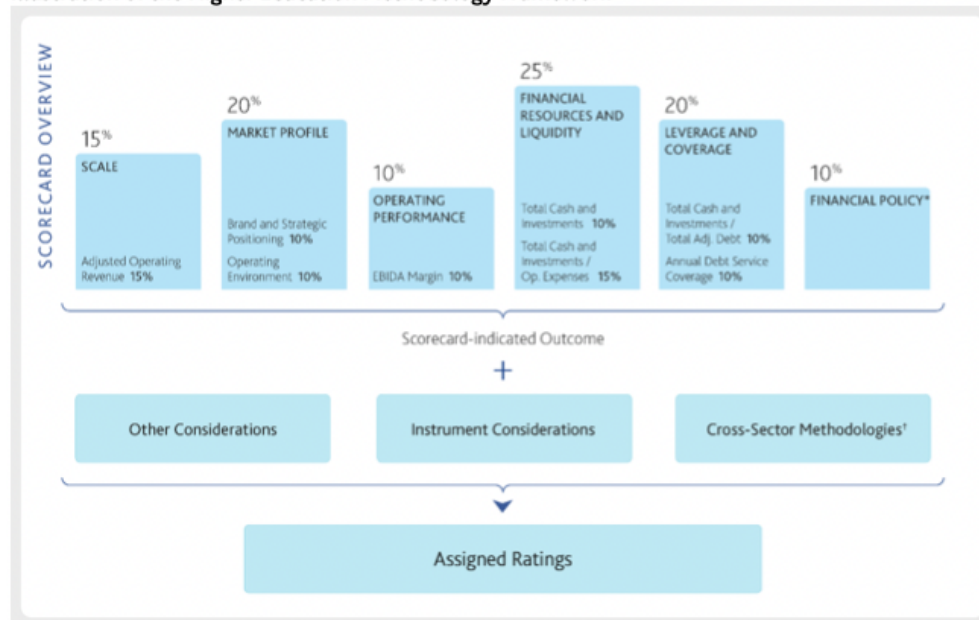 SCORECARD OVERVIEW
15%
SCALE
Adjusted Operating
Revenue 15%
20%
MARKET PROFILE
Brand and Strategic
Positioning 10%
Operating
Environment 10%
10%
OPERATING
PERFORMANCE
EBIDA Margin 10%
25%
FINANCIAL
RESOURCES AND
LIQUIDITY
Total Cash and
Investments 10%
Total Cash and
Investments /
Op. Expenses 15%
20%
LEVERAGE AND
COVERAGE
Total Cash and
Investments /
Total Adj. Debt 10%
Annual Debt Service
Coverage 10%
10%
FINANCIAL POLICY*
Scorecard-indicated Outcome
+
Other Considerations
Instrument Considerations
Cross-Sector Methodologies†
Assigned Ratings